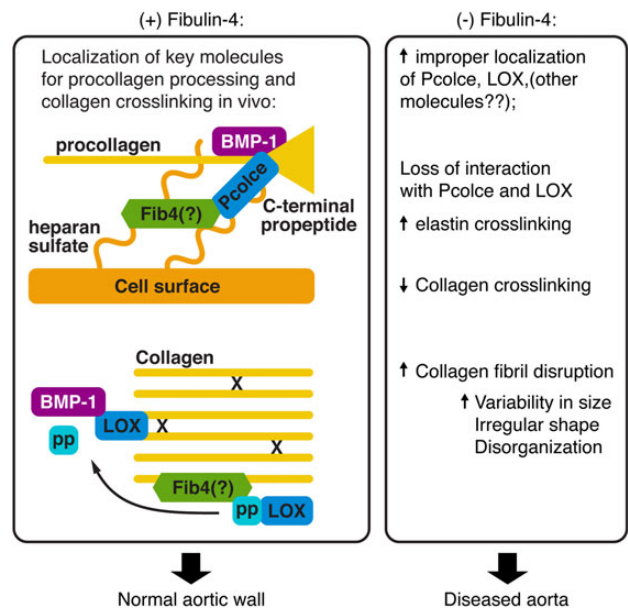 (+) Fibulin-4:
Localization of key molecules
for procollagen processing and
collagen crosslinking in vivo:
BMP-1
procollagen
Pcolce
Fib4(?)
C-terminal
propeptide
heparan
sulfate
Cell surface
Collagen
X
BMP-1
LOX
X
pp
X
Fib4(?)
pp
LOX
Normal aortic wall
(-) Fibulin-4:
↑ improper localization
of Pcolce, LOX,(other
molecules??);
Loss of interaction
with Pcolce and LOX
↑ elastin crosslinking
↓ Collagen crosslinking
↑ Collagen fibril disruption
↑ Variability in size
Irregular shape
Disorganization
Diseased aorta